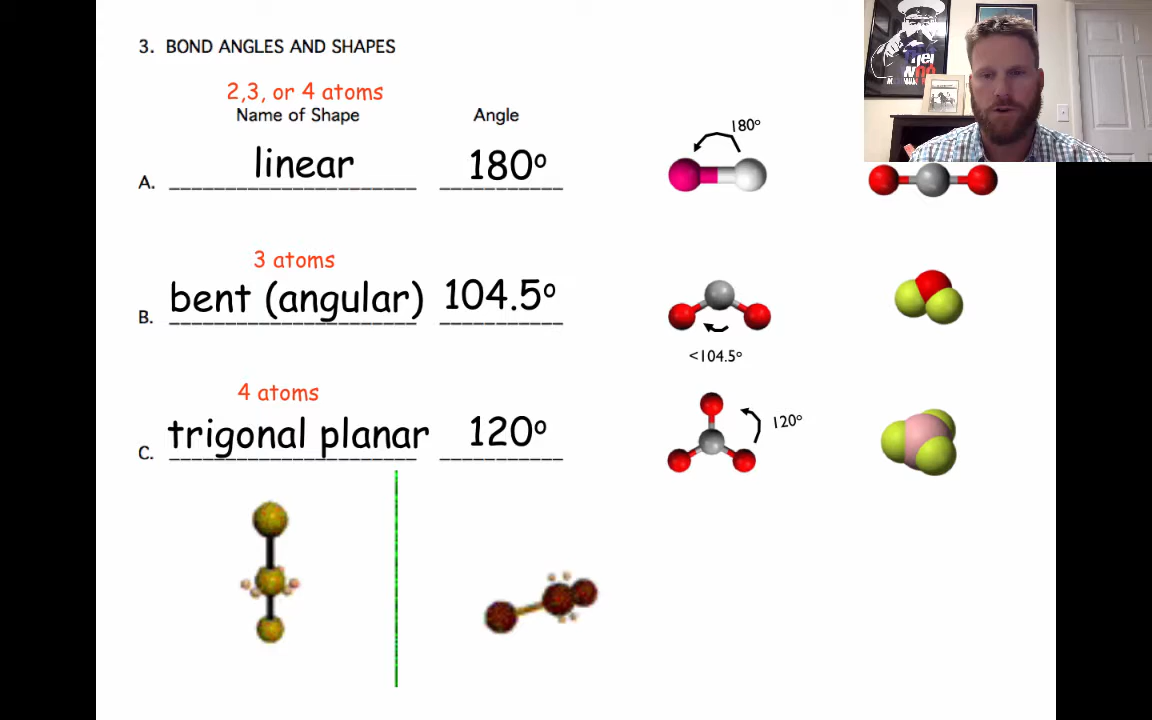 3. BOND ANGLES AND SHAPES
2,3, or 4 atoms
Name of Shape Angle
A. linear 180°
180°
3 atoms
B. bent (angular) 104.5°
<104.5°
4 atoms
C. trigonal planar 120°
120°